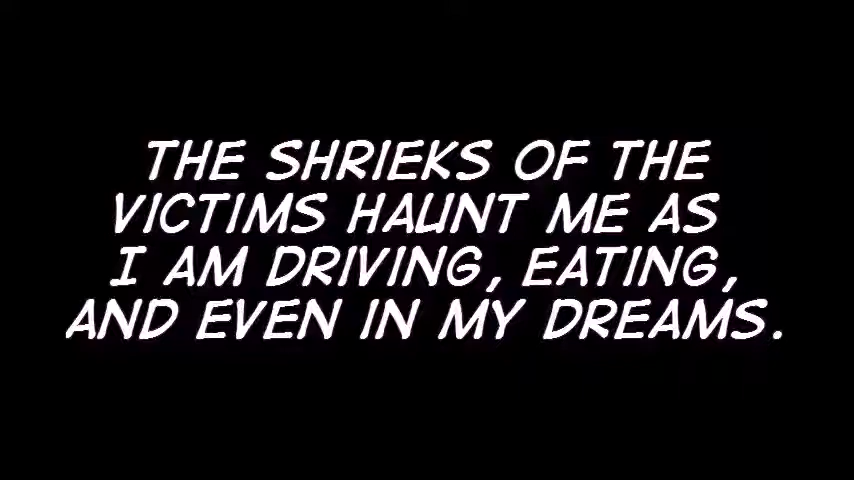 THE SHRIEKS OF THE
VICTIMS HAUNT ME AS
I AM DRIVING, EATING,
AND EVEN IN MY DREAMS.